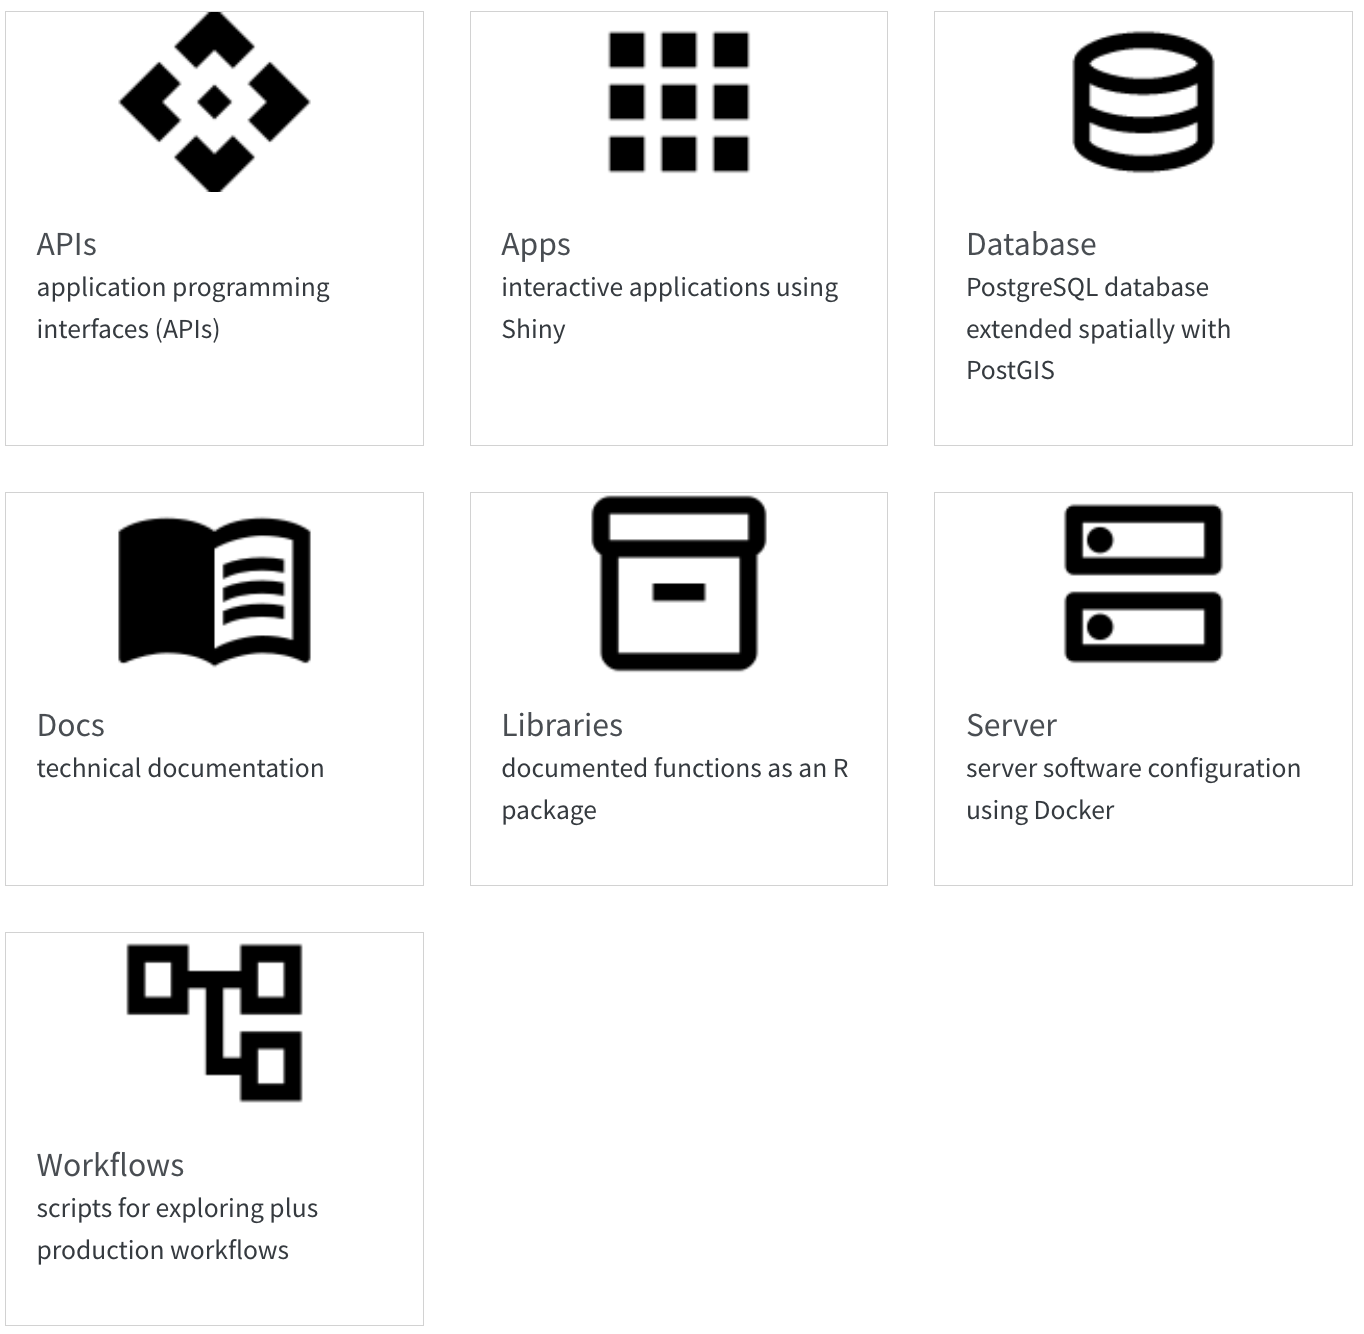 APIs
application programming
interfaces (APIs)
Apps
interactive applications using
Shiny
Database
PostgreSQL database
extended spatially with
PostGIS
Docs
technical documentation
Libraries
documented functions as an R
package
Server
server software configuration
using Docker
Workflows
scripts for exploring plus
production workflows